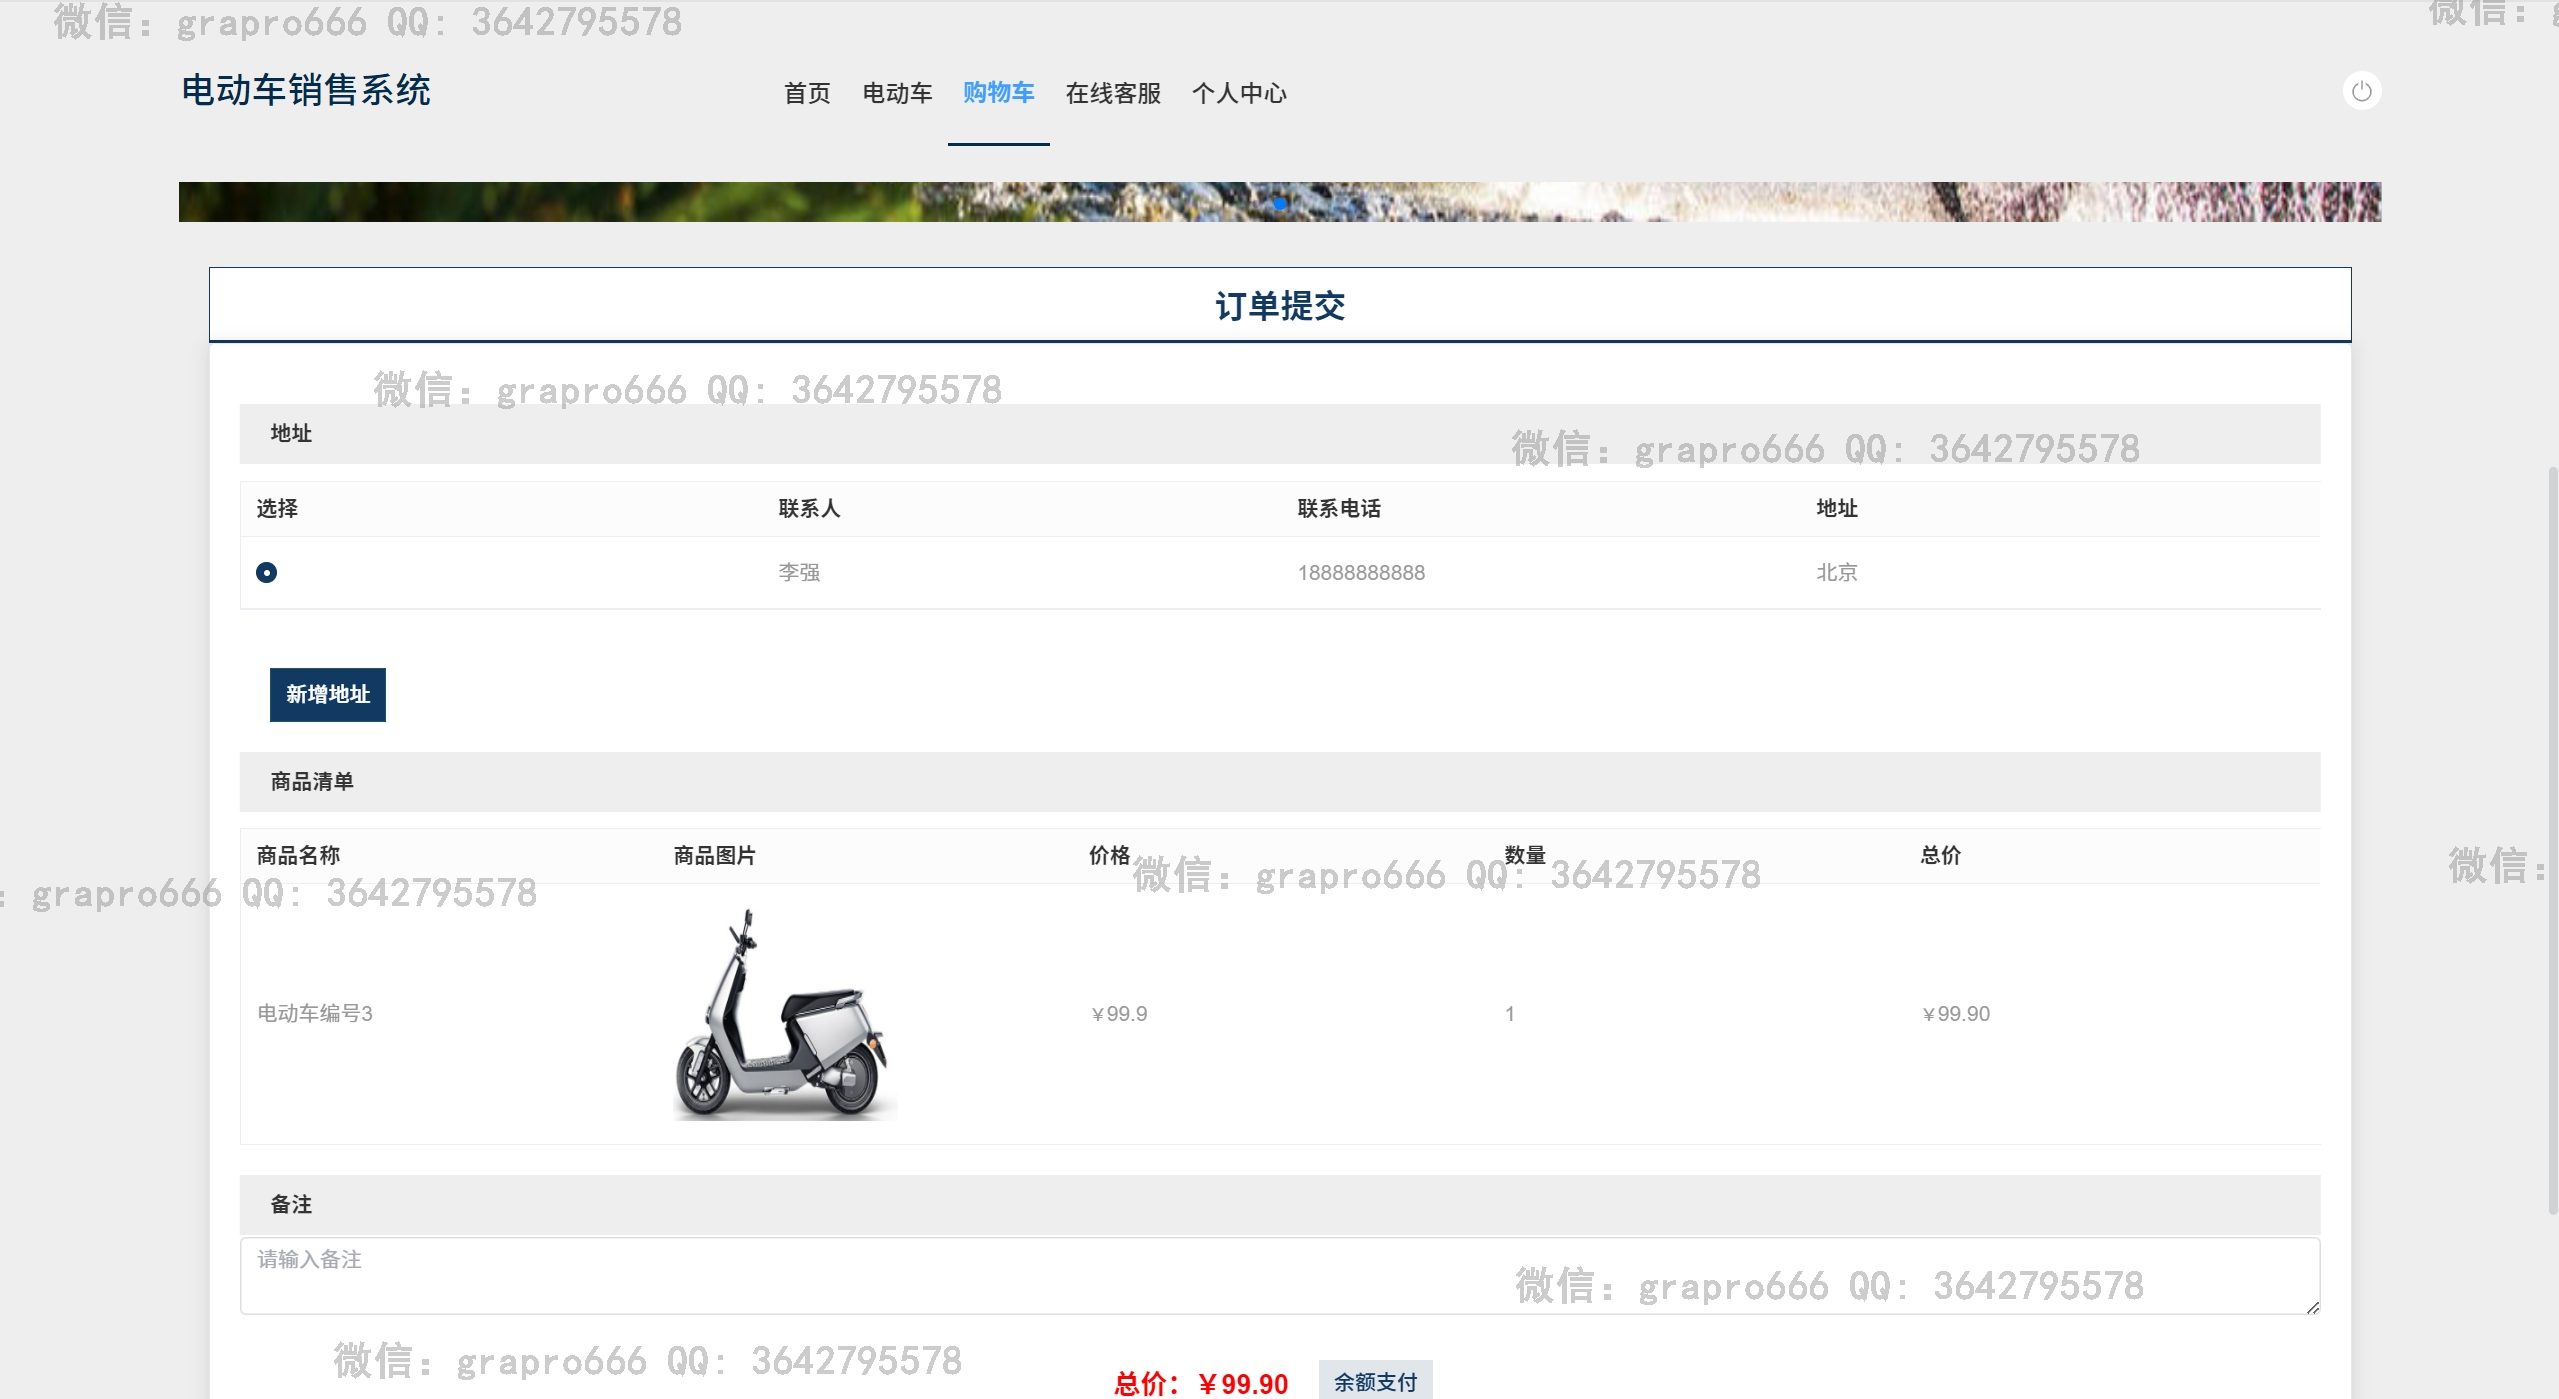 微信: grapro666 QQ: 3642795578
微信:
电动车销售系统
首页 电动车 购物车 在线客服 个人中心
订单提交
微信: grapro666 QQ: 3642795578
地址
微信: grapro666 QQ: 3642795578
选择 联系人 联系电话 地址
李强 18888888888 北京
新增地址
商品清单
商品名称 商品图片 价格 数量 总价
微信: grapro666 QQ: 3642795578
微信:
: grapro666 QQ: 3642795578
电动车编号3 ¥99.9 1 ¥99.90
备注
请输入备注
微信: grapro666 QQ: 3642795578
微信: grapro666 QQ: 3642795578
总价: ¥99.90 余额支付